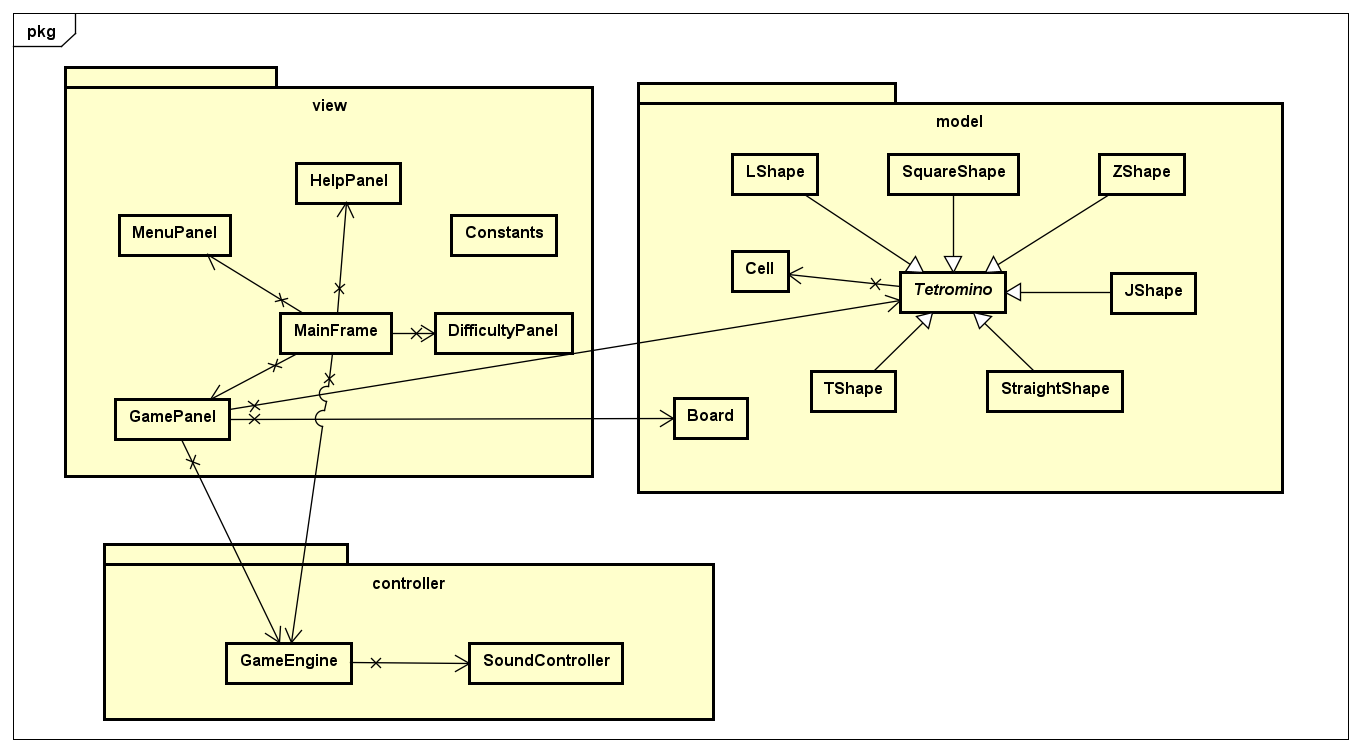 pkg
view
HelpPanel
MenuPanel
Constants
MainFrame
DifficultyPanel
GamePanel
model
LShape
SquareShape
ZShape
Cell
Tetromino
JShape
TShape
StraightShape
Board
controller
GameEngine
SoundController